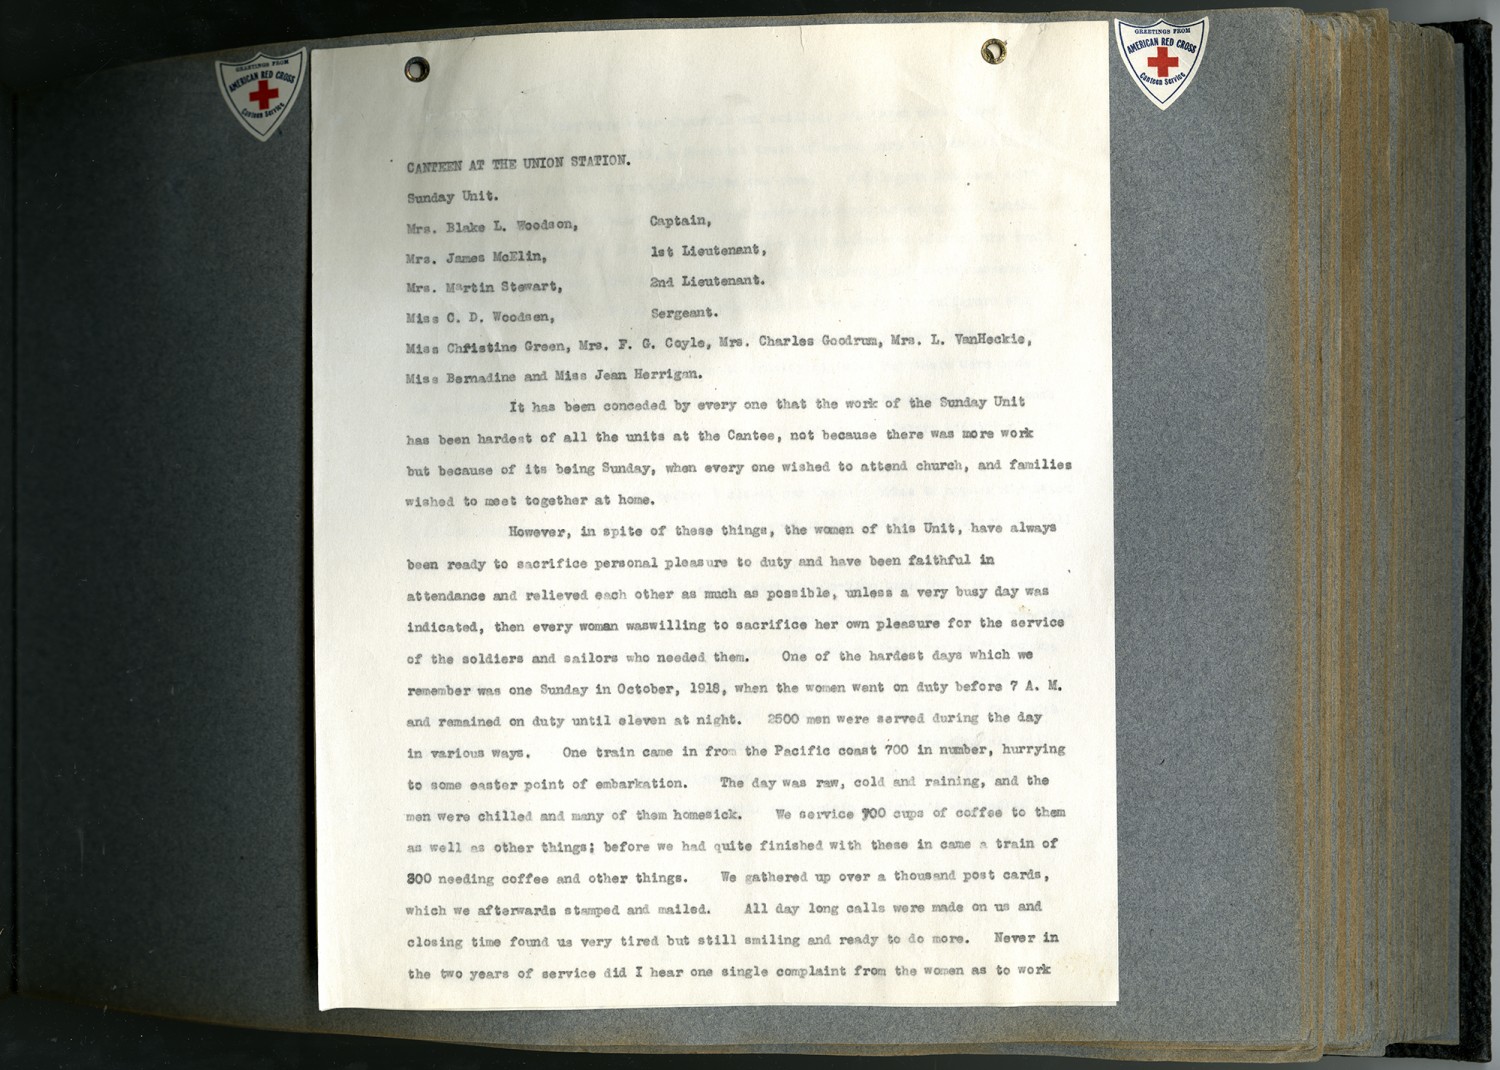 GREETINGS FROM
AMERICAN RED CROSS
Canteen Service
GREETINGS FROM
AMERICAN RED CROSS
Canteen Service
CANTEEN AT THE UNION STATION.
Sunday Unit.
Mrs. Blake L. Woodson, Captain,
Mrs. James McElin, 1st Lieutenant,
Mrs. Martin Stewart, 2nd Lieutenant.
Miss C. D. Woodsen, Sergeant.
Miss Christine Green, Mrs. F. G. Coyle, Mrs. Charles Goodrum, Mrs. L. VanHeckie,
Miss Bernadine and Miss Jean Herrigan.
It has been conceded by every one that the work of the Sunday Unit
has been hardest of all the units at the Cantee, not because there was more work
but because of its being Sunday, when every one wished to attend church, and families
wished to meet together at home.
However, in spite of these things, the women of this Unit, have always
been ready to sacrifice personal pleasure to duty and have been faithful in
attendance and relieved each other as much as possible, unless a very busy day was
indicated, then every woman waswilling to sacrifice her own pleasure for the service
of the soldiers and sailors who needed them. One of the hardest days which we
remember was one Sunday in October, 1918, when the women went on duty before 7 A. M.
and remained on duty until eleven at night. 2500 men were served during the day
in various ways. One train came in from the Pacific coast 700 in number, hurrying
to some easter point of embarkation. The day was raw, cold and raining, and the
men were chilled and many of them homesick. We service 700 cups of coffee to them
as well as other things; before we had quite finished with these in came a train of
300 needing coffee and other things. We gathered up over a thousand post cards,
which we afterwards stamped and mailed. All day long calls were made on us and
closing time found us very tired but still smiling and ready to do more. Never in
the two years of service did I hear one single complaint from the women as to work